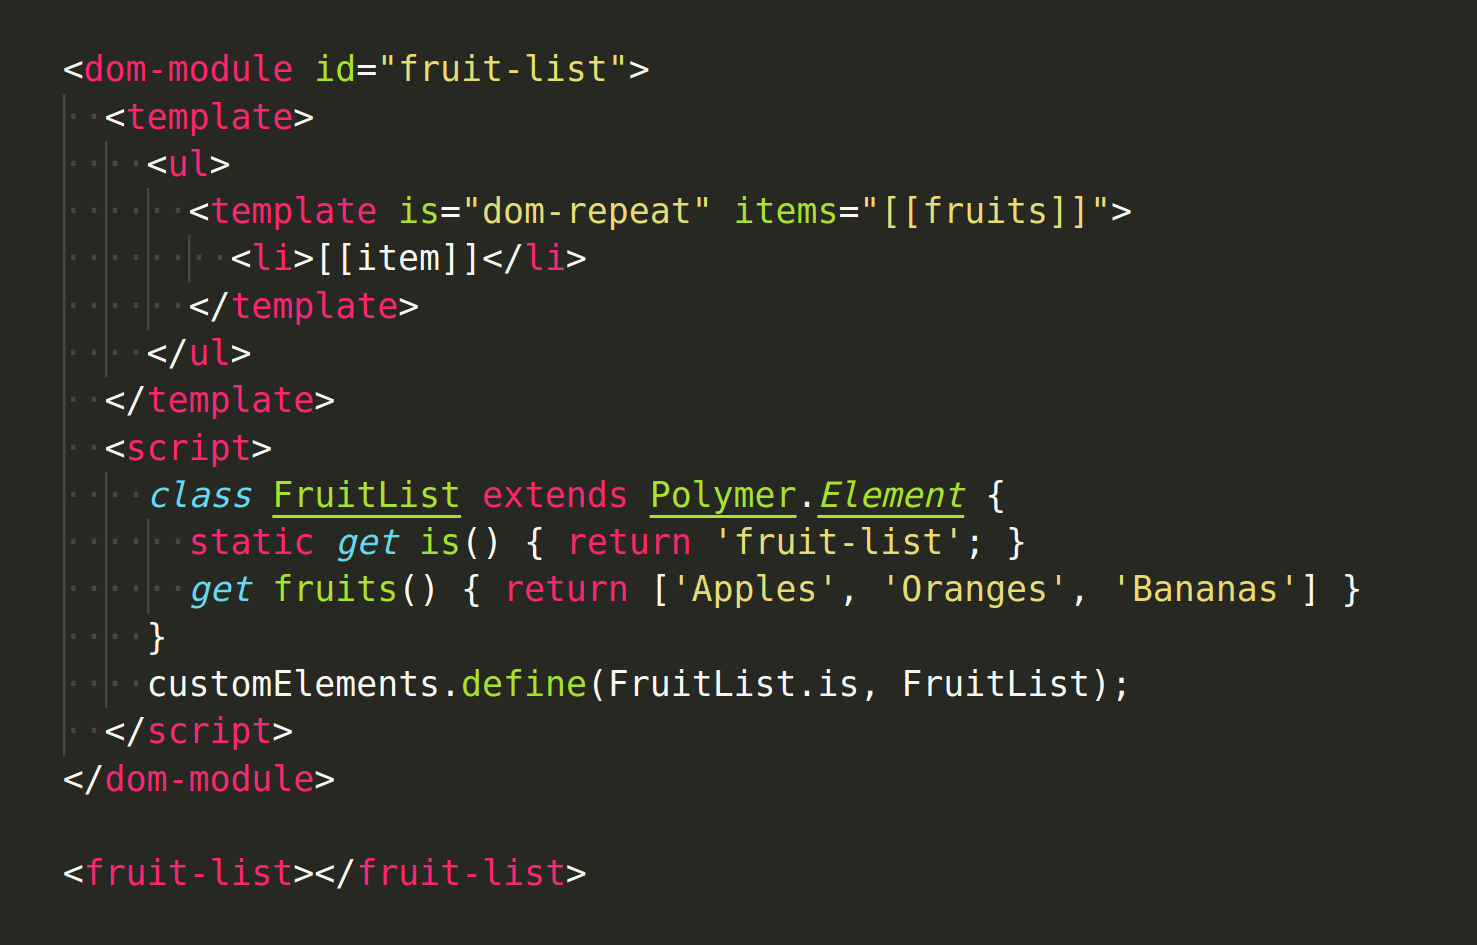 <dom-module id="fruit-list">
  <template>
    <ul>
      <template is="dom-repeat" items="[[fruits]]">
        <li>[[item]]</li>
      </template>
    </ul>
  </template>
  <script>
    class FruitList extends Polymer.Element {
      static get is() { return 'fruit-list'; }
      get fruits() { return ['Apples', 'Oranges', 'Bananas'] }
    }
    customElements.define(FruitList.is, FruitList);
  </script>
</dom-module>

<fruit-list></fruit-list>